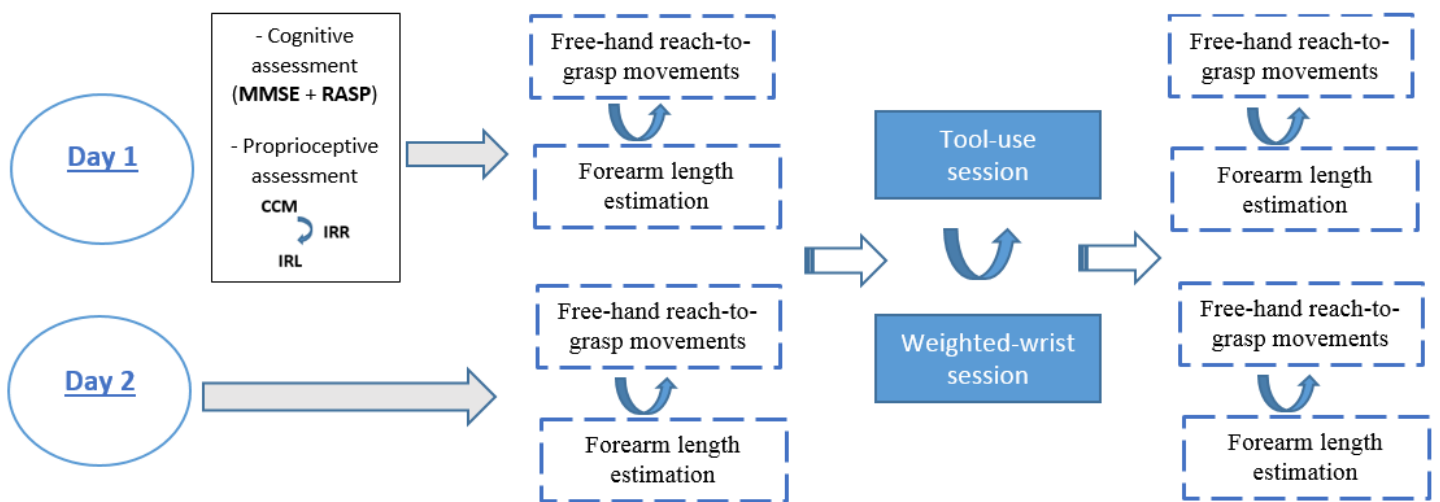 Day 1
- Cognitive
assessment
(MMSE + RASP)
- Proprioceptive
assessment
CCM
IRR
IRL
Free-hand reach-to-
grasp movements
Forearm length
estimation
Day 2
Free-hand reach-to-
grasp movements
Forearm length
estimation
Tool-use
session
Weighted-wrist
session
Free-hand reach-to-
grasp movements
Forearm length
estimation
Free-hand reach-to-
grasp movements
Forearm length
estimation